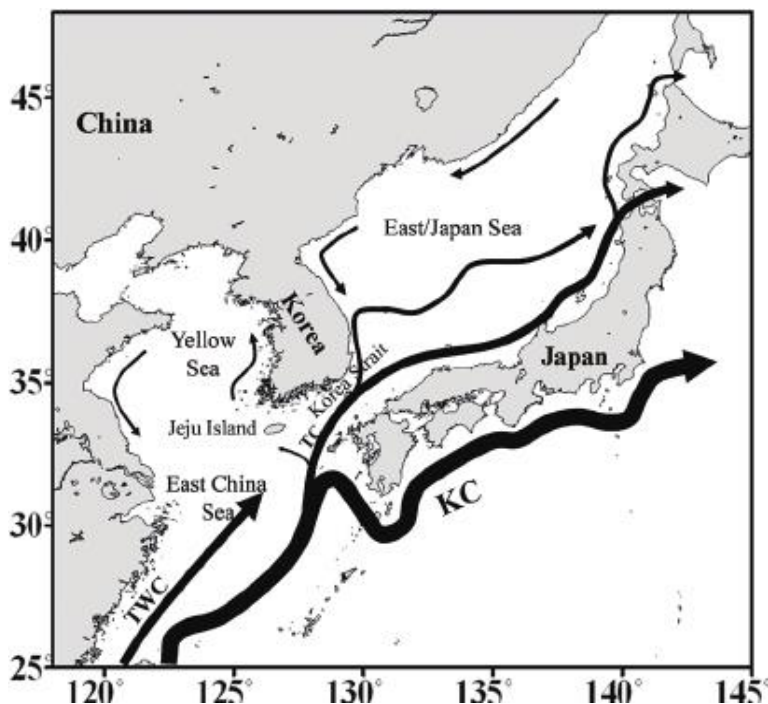 45°
China
40°
East/Japan Sea
Korea
Yellow
Sea
Korea Strait
Japan
35°
Jeju Island
TC
East China
Sea
KC
30°
TWC
25°
120° 125° 130° 135° 140° 145°